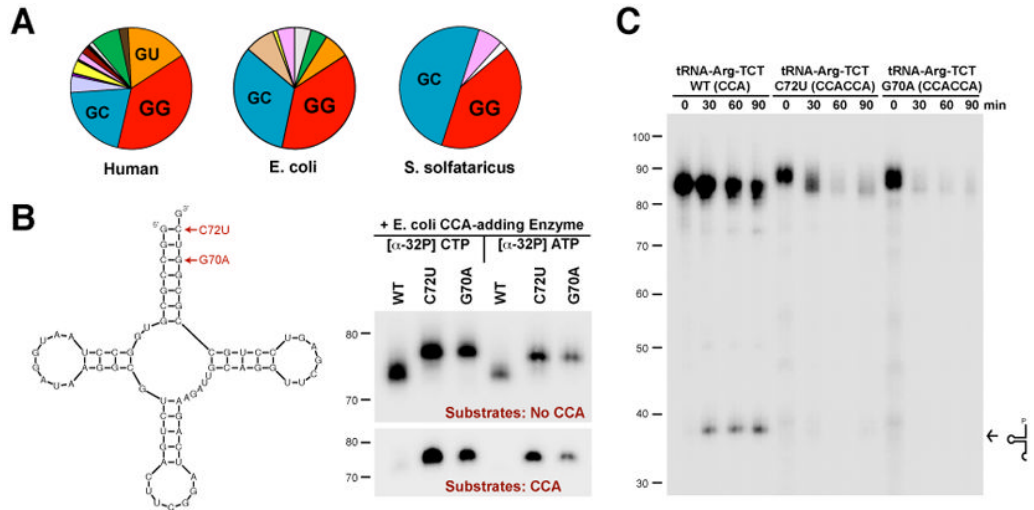 A
GU
GC
GG
Human
GC
GG
E. coli
GC
GG
S. solfataricus
B
5'
3'
C72U
G70A
+ E. coli CCA-adding Enzyme
[α-32P] CTP
[α-32P] ATP
WT
C72U
G70A
WT
C72U
G70A
80
70
Substrates: No CCA
80
70
Substrates: CCA
C
tRNA-Arg-TCT tRNA-Arg-TCT tRNA-Arg-TCT
WT (CCA) C72U (CCACCA) G70A (CCACCA)
0 30 60 90 0 30 60 90 0 30 60 90 min
100
90
80
70
60
50
40
30
P